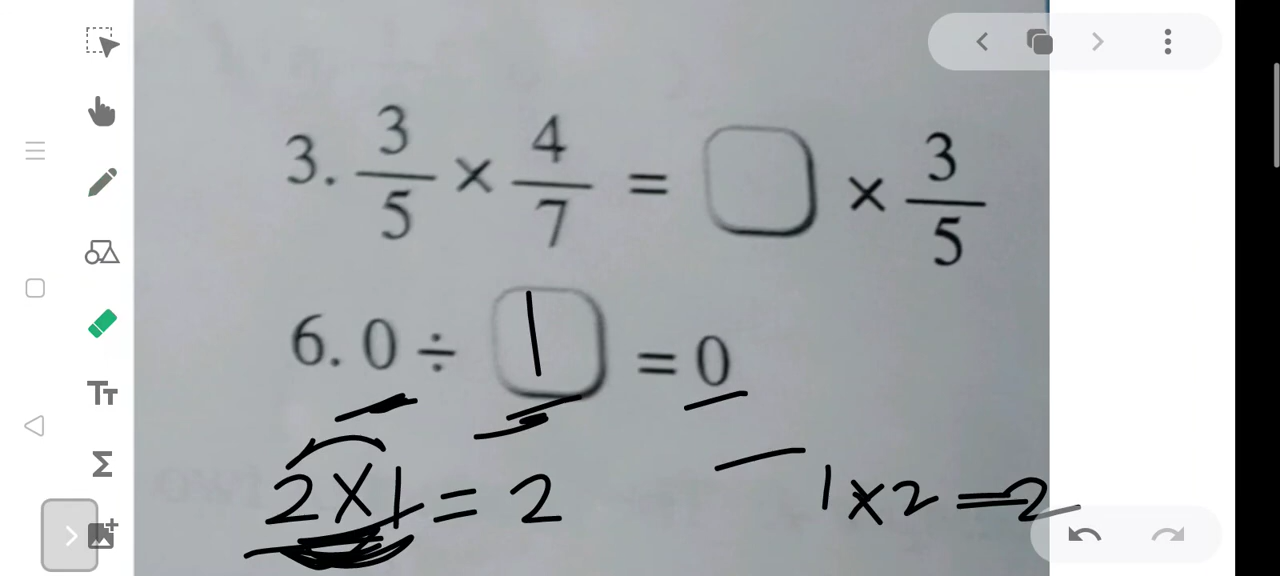 3. 3/5 × 4/7 = □ × 3/5
6. 0 ÷ 1 = 0
2 × 1 = 2
1 × 2 = 2